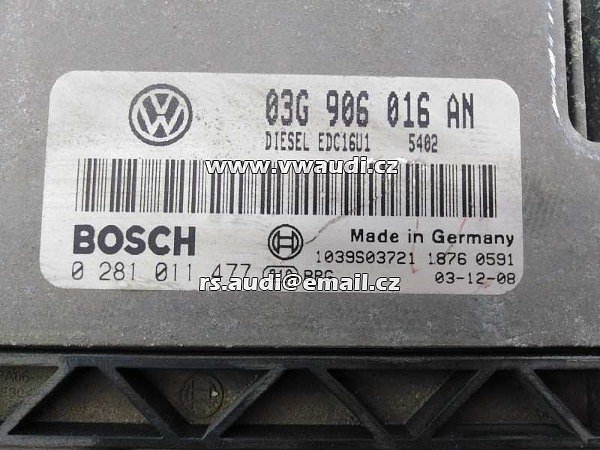 03G 906 016 AN
DIESEL EDC16U1 5402
www.vwaudi.cz
BOSCH
Made in Germany
1039S03721 1876 0591
0 281 011 477
03-12-08
rs.audi@email.cz